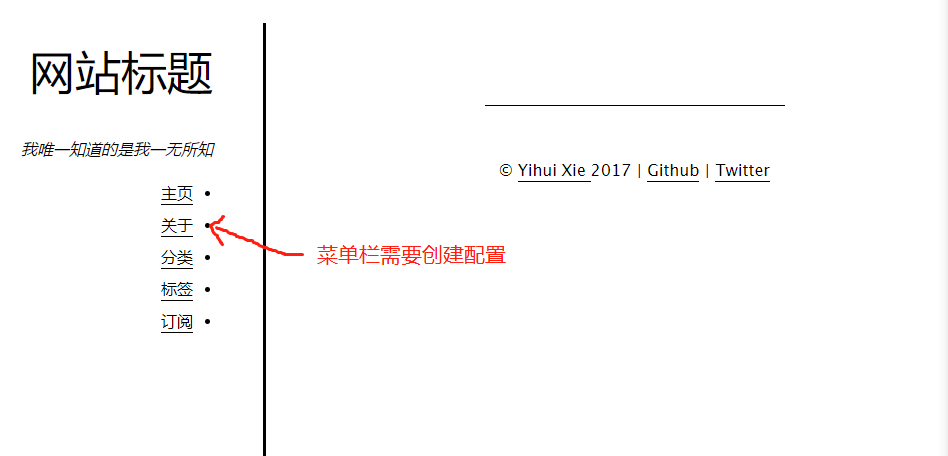 网站标题
我唯一知道的是我一无所知
主页
关于
分类
标签
订阅
菜单栏需要创建配置
© Yihui Xie 2017 | Github | Twitter